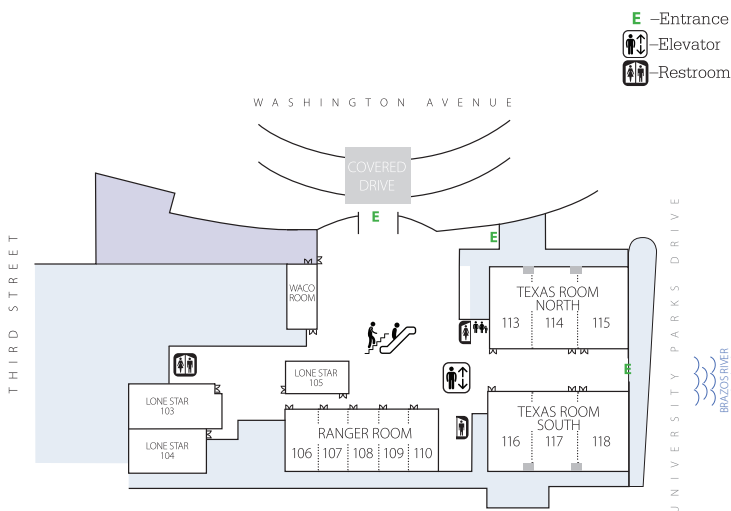 E –Entrance
–Elevator
–Restroom
WASHINGTON AVENUE
COVERED
DRIVE
E
E
THIRD STREET
UNIVERSIITY PARKS DRIVE
BRAZOS RIVER
WACO
ROOM
TEXAS ROOM
NORTH
113 114 115
LONE STAR
105
LONE STAR
103
LONE STAR
104
RANGER ROOM
106 107 108 109 110
E
TEXAS ROOM
SOUTH
116 117 118